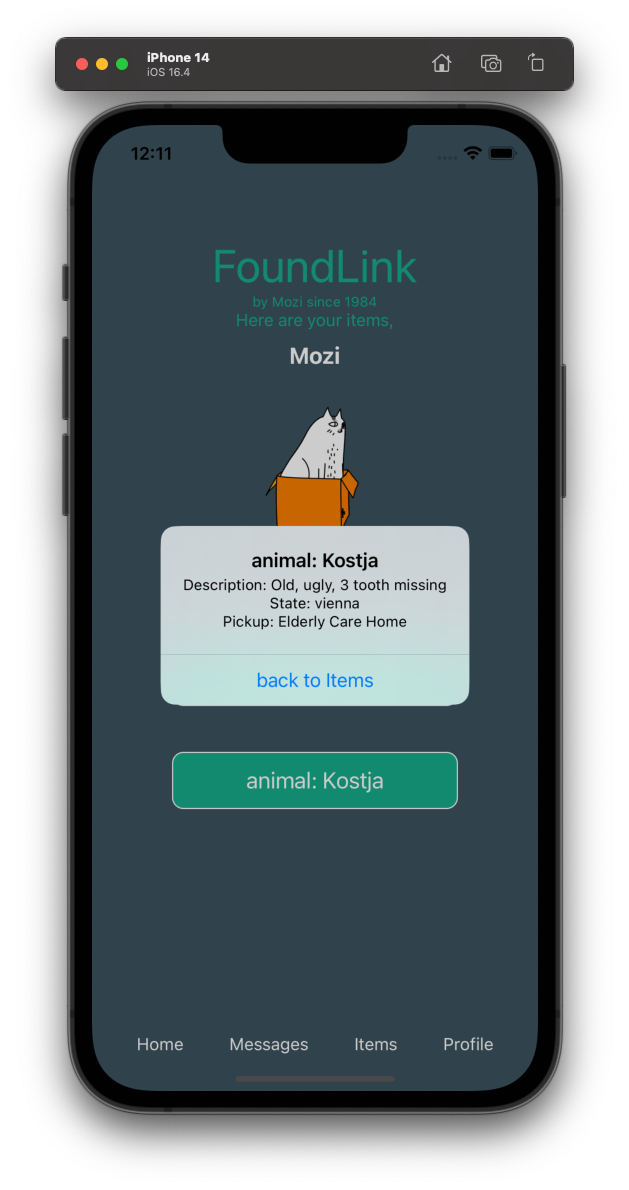 iPhone 14
iOS 16.4
12:11
FoundLink
by Mozi since 1984
Here are your items,
Mozi
animal: Kostja
Description: Old, ugly, 3 tooth missing
State: vienna
Pickup: Elderly Care Home
back to Items
animal: Kostja
Home Messages Items Profile